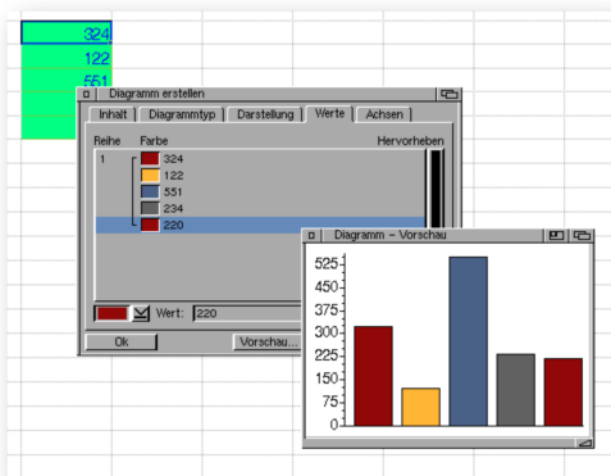 324
122
551
Diagramm erstellen
Inhalt Diagrammtyp Darstellung Werte Achsen
Reihe Farbe Hervorheben
1 324
122
551
234
220
Wert: 220
Ok Vorschau...
Diagramm - Vorschau
525
450
375
300
225
150
75
0